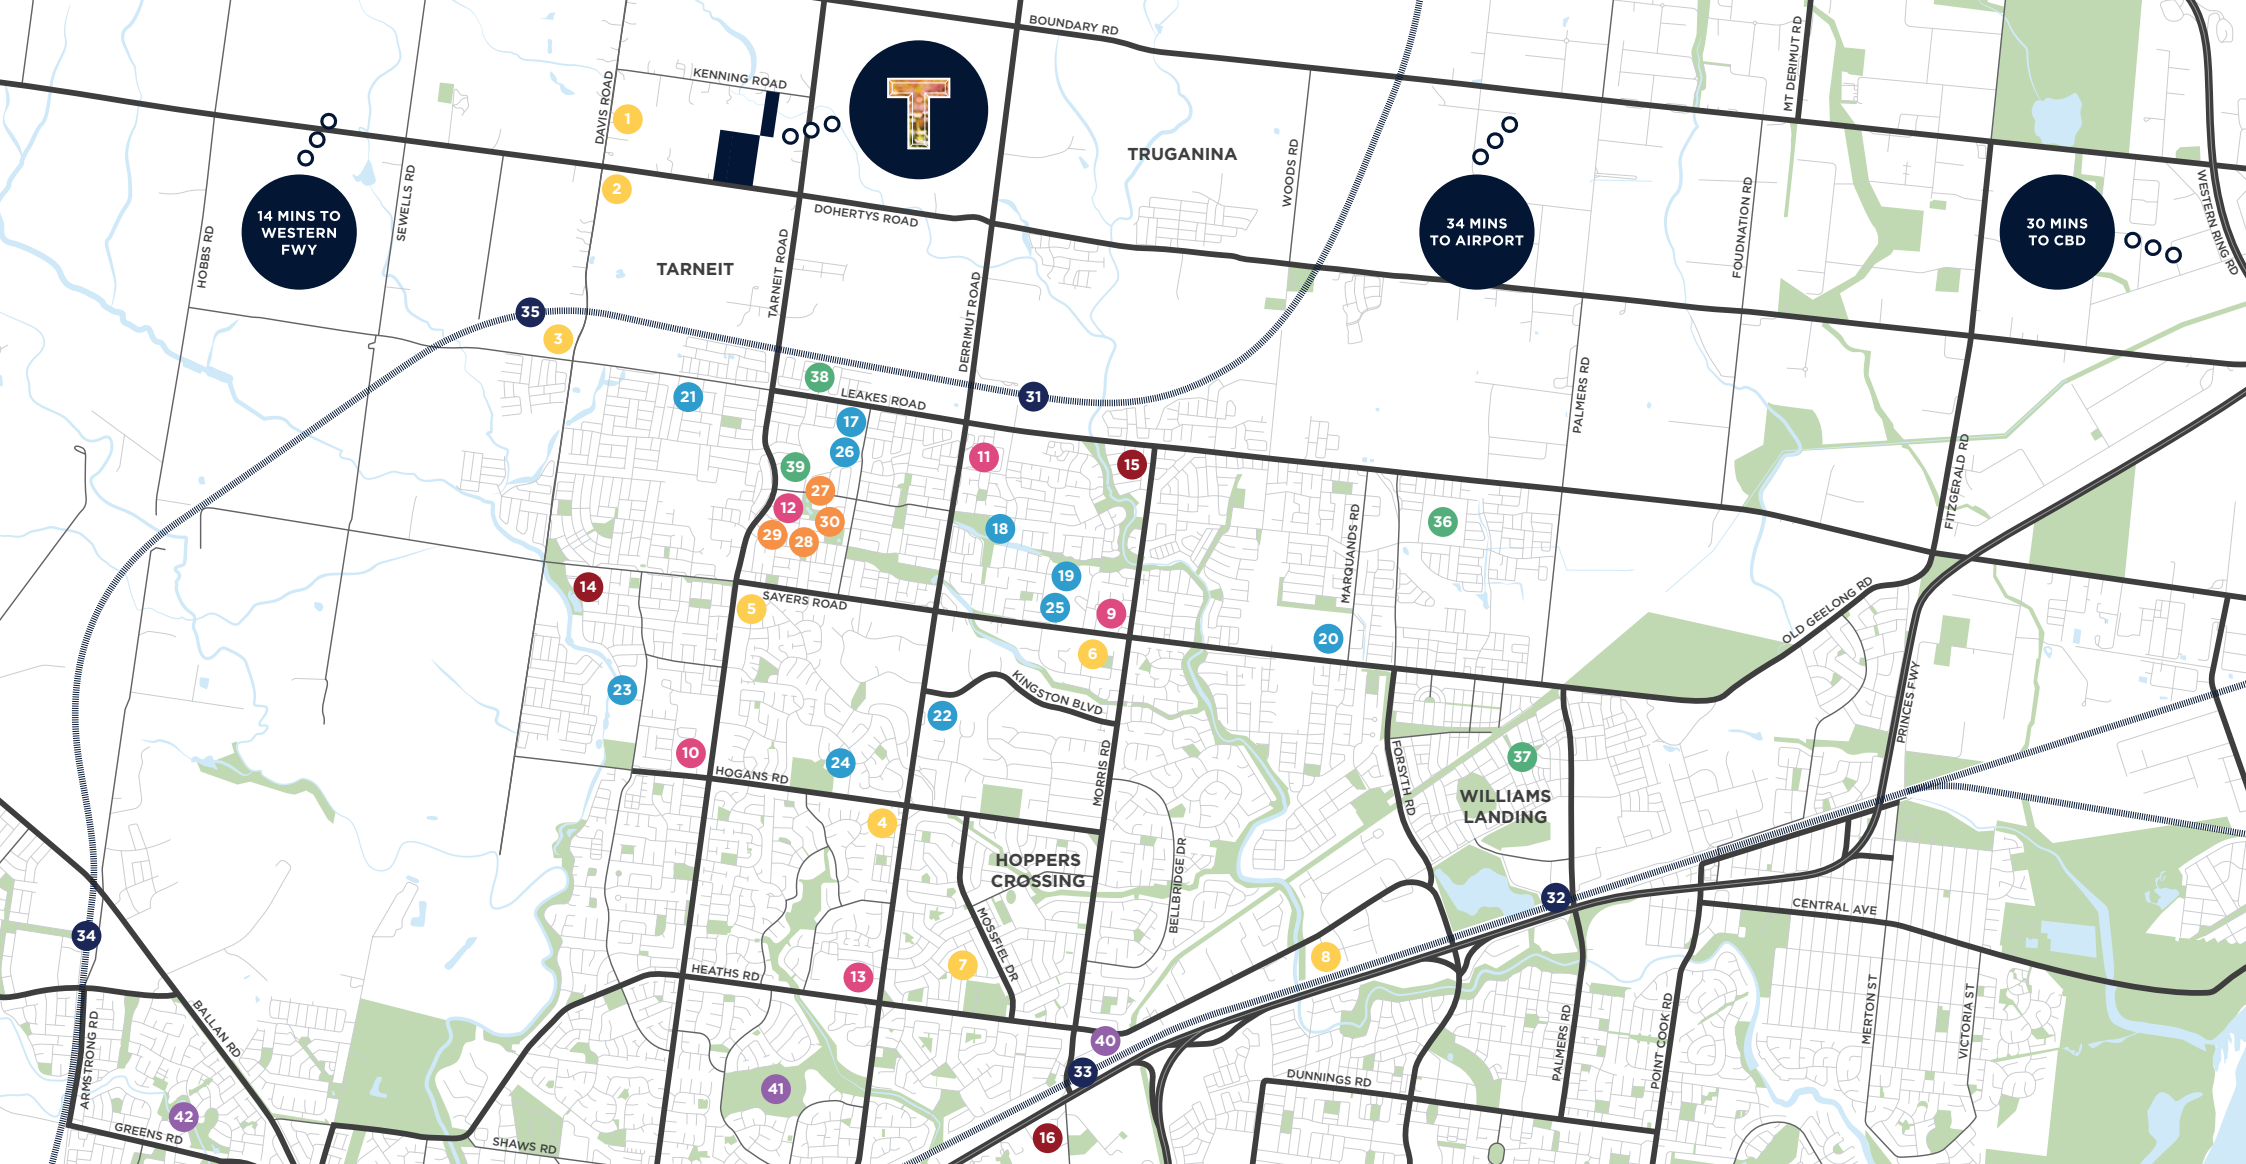 BOUNDARY RD
MT DERIMUT RD
KENNING ROAD
DAVIS ROAD
T
1
TRUGANINA
WOODS RD
2
SEWELLS RD
HOBBS RD
14 MINS TO
WESTERN
FWY
DOHERTYS ROAD
34 MINS
TO AIRPORT
FOUDNATION RD
30 MINS
TO CBD
WESTERN RING RD
TARNEIT
TARNEIT ROAD
DERRIMUT ROAD
35
3
38
31
21
LEAKES ROAD
PALMERS RD
17
26
11
15
39
27
12
30
29
28
18
36
FITZGERALD RD
MARQUANDS RD
14
19
25
9
5
SAYERS ROAD
20
OLD GEELONG RD
6
23
KINGSTON BLVD
22
PRINCES FWY
10
24
HOGANS RD
MORRIS RD
FORSYTH RD
37
WILLIAMS
LANDING
4
HOPPERS
CROSSING
BELLBRIDGE DR
32
CENTRAL AVE
34
MOSSFIEL DR
7
8
HEATHS RD
13
BALLAN RD
ARMSTRONG RD
40
33
PALMERS RD
POINT COOK RD
MERTON ST
VICTORIA ST
DUNNINGS RD
41
42
GREENS RD
SHAWS RD
16